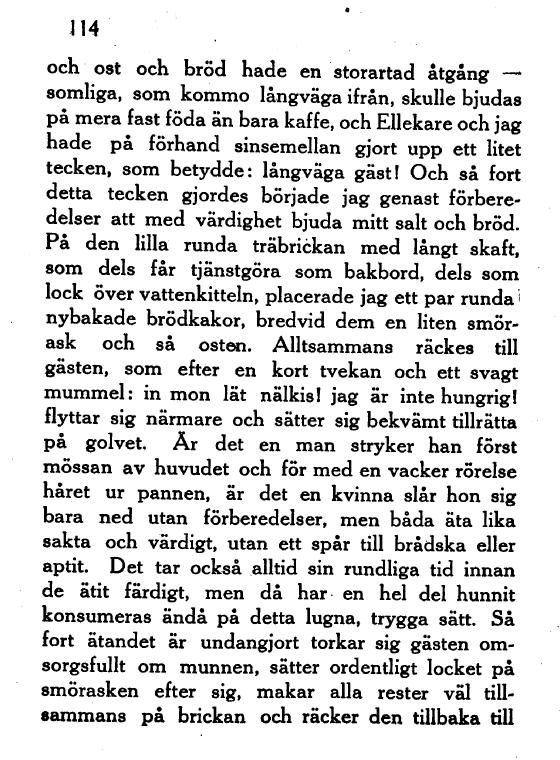 114
och ost och bröd hade en storartad åtgång —
somliga, som kommo långväga ifrån, skulle bjudas
på mera fast föda än bara kaffe, och Ellekare och jag
hade på förhand sinsemellan gjort upp ett litet
tecken, som betydde: långväga gäst! Och så fort
detta tecken gjordes började jag genast förbere-
delser att med värdighet bjuda mitt salt och bröd.
På den lilla runda träbrickan med långt skaft,
som dels får tjänstgöra som bakbord, dels som
lock över vattenkitteln, placerade jag ett par runda
nybakade brödkakor, bredvid dem en liten smör-
ask och så osten. Alltsammans räckes till
gästen, som efter en kort tvekan och ett svagt
mummel: in mon lät nälkis! jag är inte hungrig!
flyttar sig närmare och sätter sig bekvämt tillrätta
på golvet. Är det en man stryker han först
mössan av huvudet och för med en vacker rörelse
håret ur pannen, är det en kvinna slår hon sig
bara ned utan förberedelser, men båda äta lika
sakta och värdigt, utan ett spår till brådska eller
aptit. Det tar också alltid sin rundliga tid innan
de ätit färdigt, men då har en hel del hunnit
konsumeras ändå på detta lugna, trygga sätt. Så
fort ätandet är undangjort torkar sig gästen om-
sorgsfullt om munnen, sätter ordentligt locket på
smörasken efter sig, makar alla rester väl till-
sammans på brickan och räcker den tillbaka till